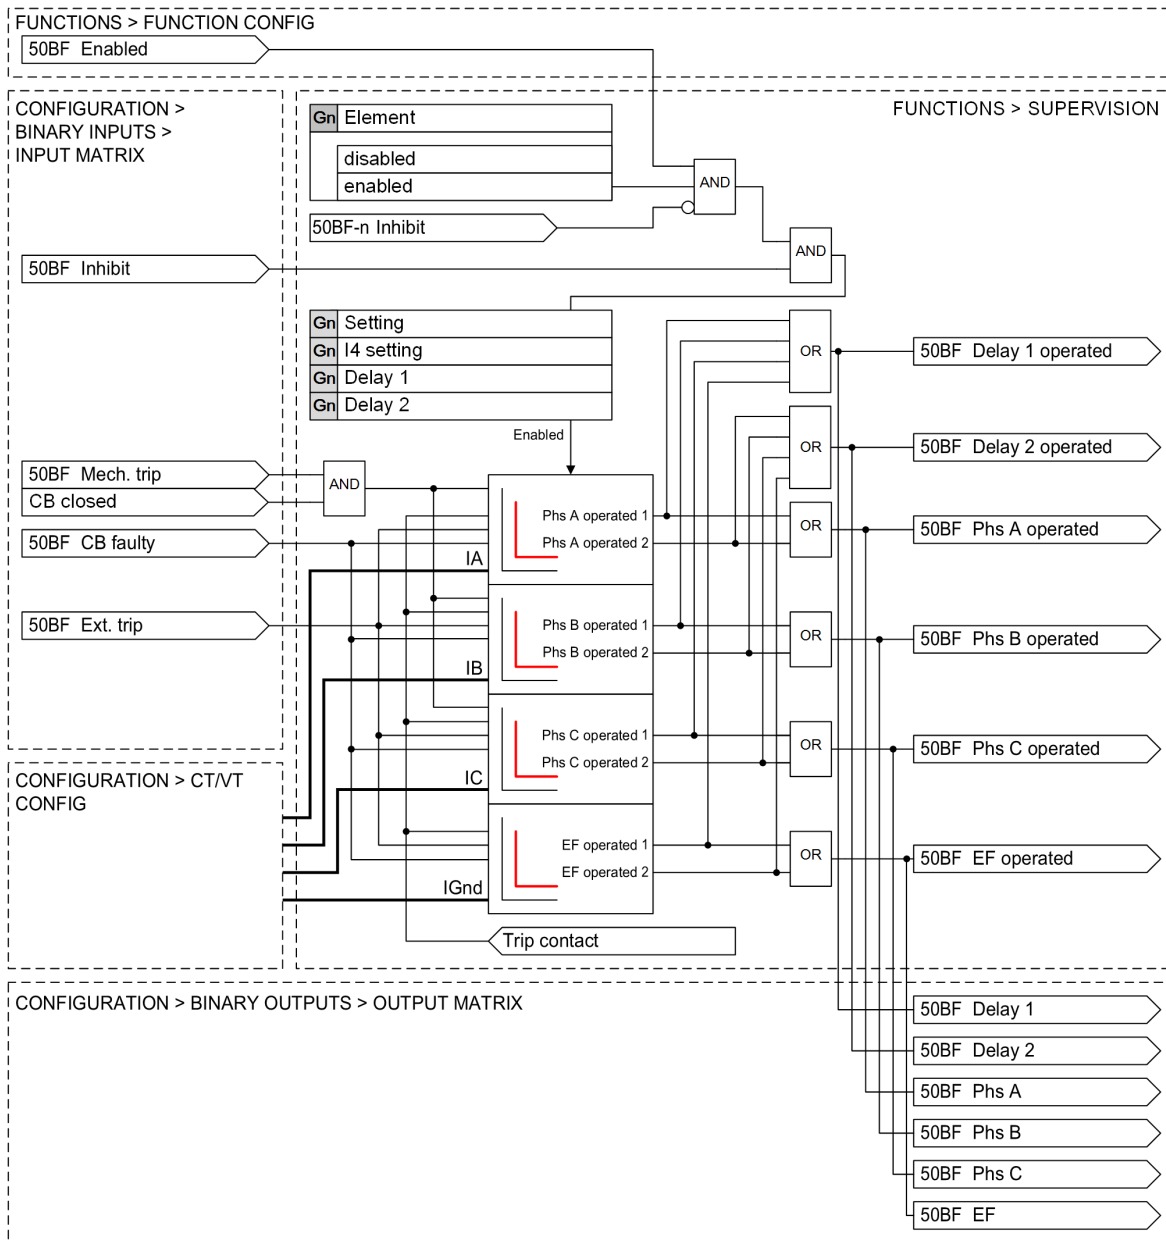 FUNCTIONS > FUNCTION CONFIG
50BF Enabled
CONFIGURATION >
BINARY INPUTS >
INPUT MATRIX
FUNCTIONS > SUPERVISION
Gn Element
disabled
enabled
AND
50BF-n Inhibit
50BF Inhibit
AND
Gn Setting
Gn I4 setting
Gn Delay 1
Gn Delay 2
Enabled
OR
50BF Delay 1 operated
OR
50BF Delay 2 operated
50BF Mech. trip
CB closed
AND
50BF CB faulty
50BF Ext. trip
IA
Phs A operated 1
Phs A operated 2
OR
50BF Phs A operated
IB
Phs B operated 1
Phs B operated 2
OR
50BF Phs B operated
IC
Phs C operated 1
Phs C operated 2
OR
50BF Phs C operated
CONFIGURATION > CT/VT
CONFIG
IGnd
EF operated 1
EF operated 2
OR
50BF EF operated
Trip contact
CONFIGURATION > BINARY OUTPUTS > OUTPUT MATRIX
50BF Delay 1
50BF Delay 2
50BF Phs A
50BF Phs B
50BF Phs C
50BF EF